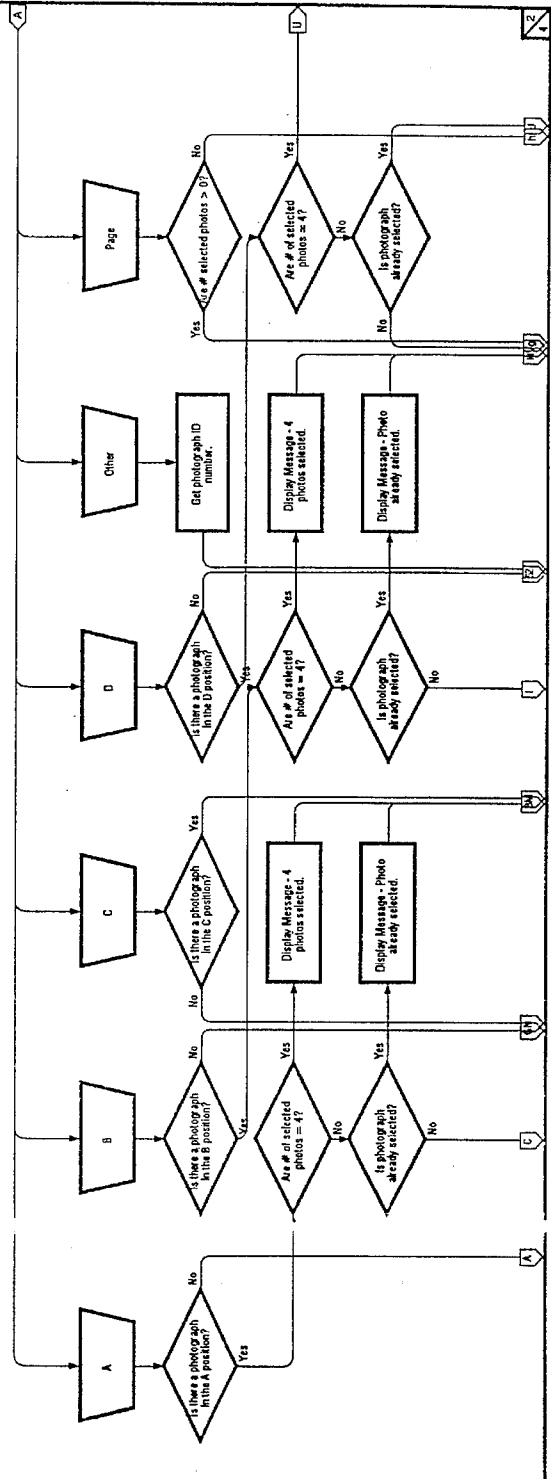 A
A
Is there a photograph
in the A position?
No
Yes
A
B
Is there a photograph
in the B position?
No
Yes
Are # of selected
photos = 4?
Yes
No
Is photograph
already selected?
Yes
No
C
C
Is there a photograph
in the C position?
No
Yes
Display Message - 4
photos selected.
Display Message - Photo
already selected.
D
Is there a photograph
in the D position?
No
Yes
Are # of selected
photos = 4?
Yes
No
Is photograph
already selected?
Yes
No
I
Other
Get photograph ID
number.
Display Message - 4
photos selected.
Display Message - Photo
already selected.
Page
Are # selected photos > 0?
Yes
No
Are # of selected
photos = 4?
Yes
No
Is photograph
already selected?
Yes
No
U
2
4